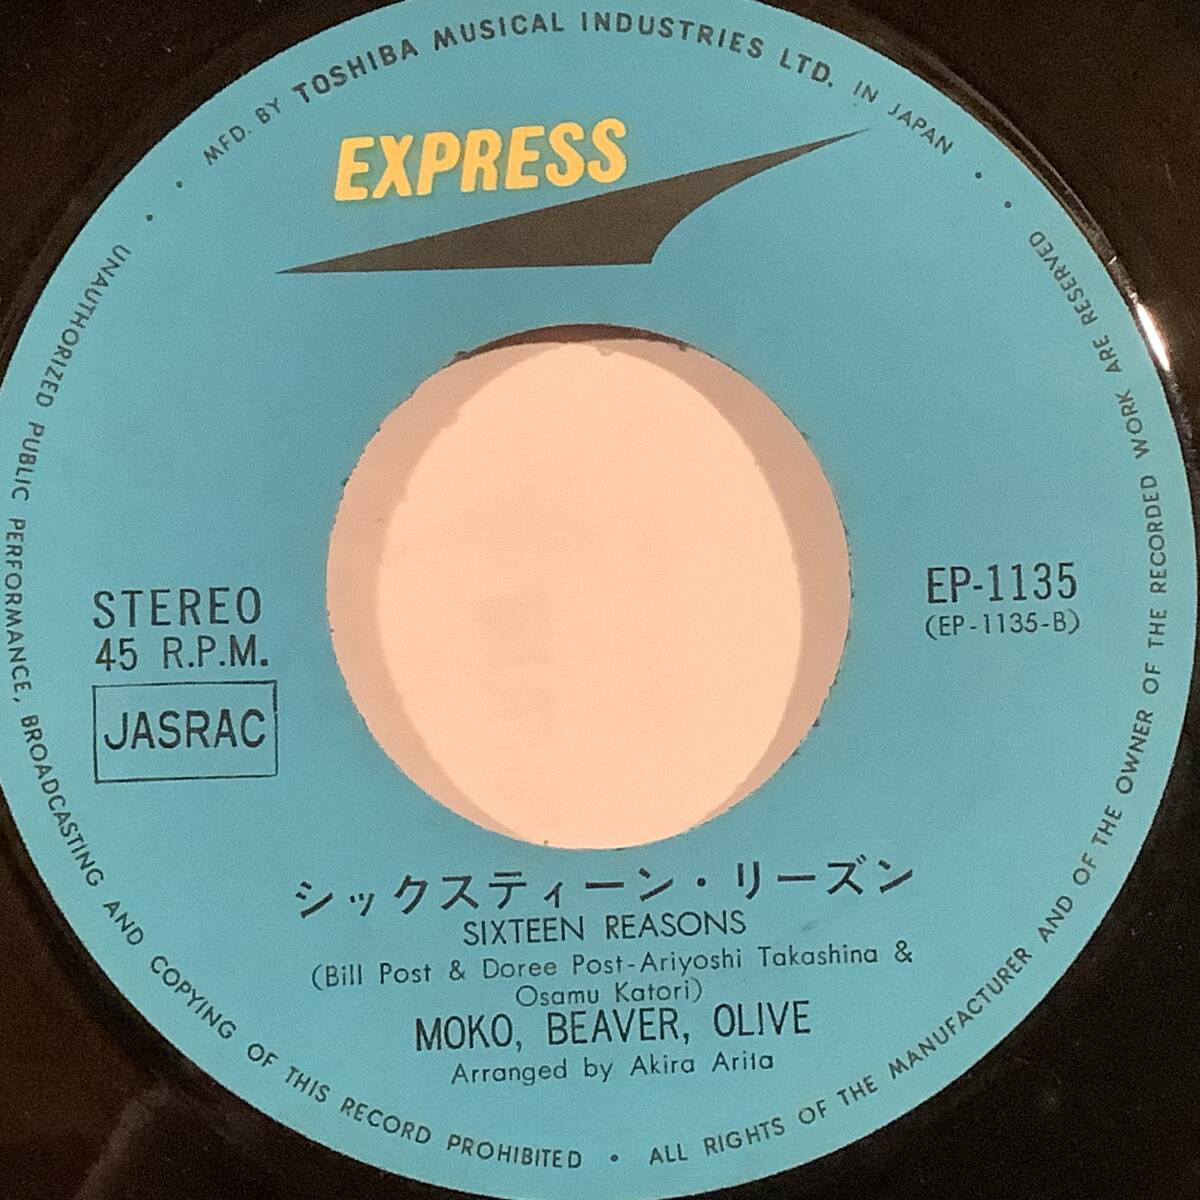 MFD. BY TOSHIBA MUSICAL INDUSTRIES LTD. IN JAPAN
EXPRESS
STEREO
45 R.P.M.
JASRAC
EP-1135
(EP-1135-B)
シックスティーン・リーズン
SIXTEEN REASONS
(Bill Post & Doree Post-Ariyoshi Takashina &
Osamu Katori)
MOKO, BEAVER, OLIVE
Arranged by Akira Arita
UNAUTHORIZED PUBLIC PERFORMANCE, BROADCASTING AND COPYING OF THIS RECORD PROHIBITED • ALL RIGHTS OF THE MANUFACTURER AND OF THE OWNER OF THE RECORDED WORK ARE RESERVED